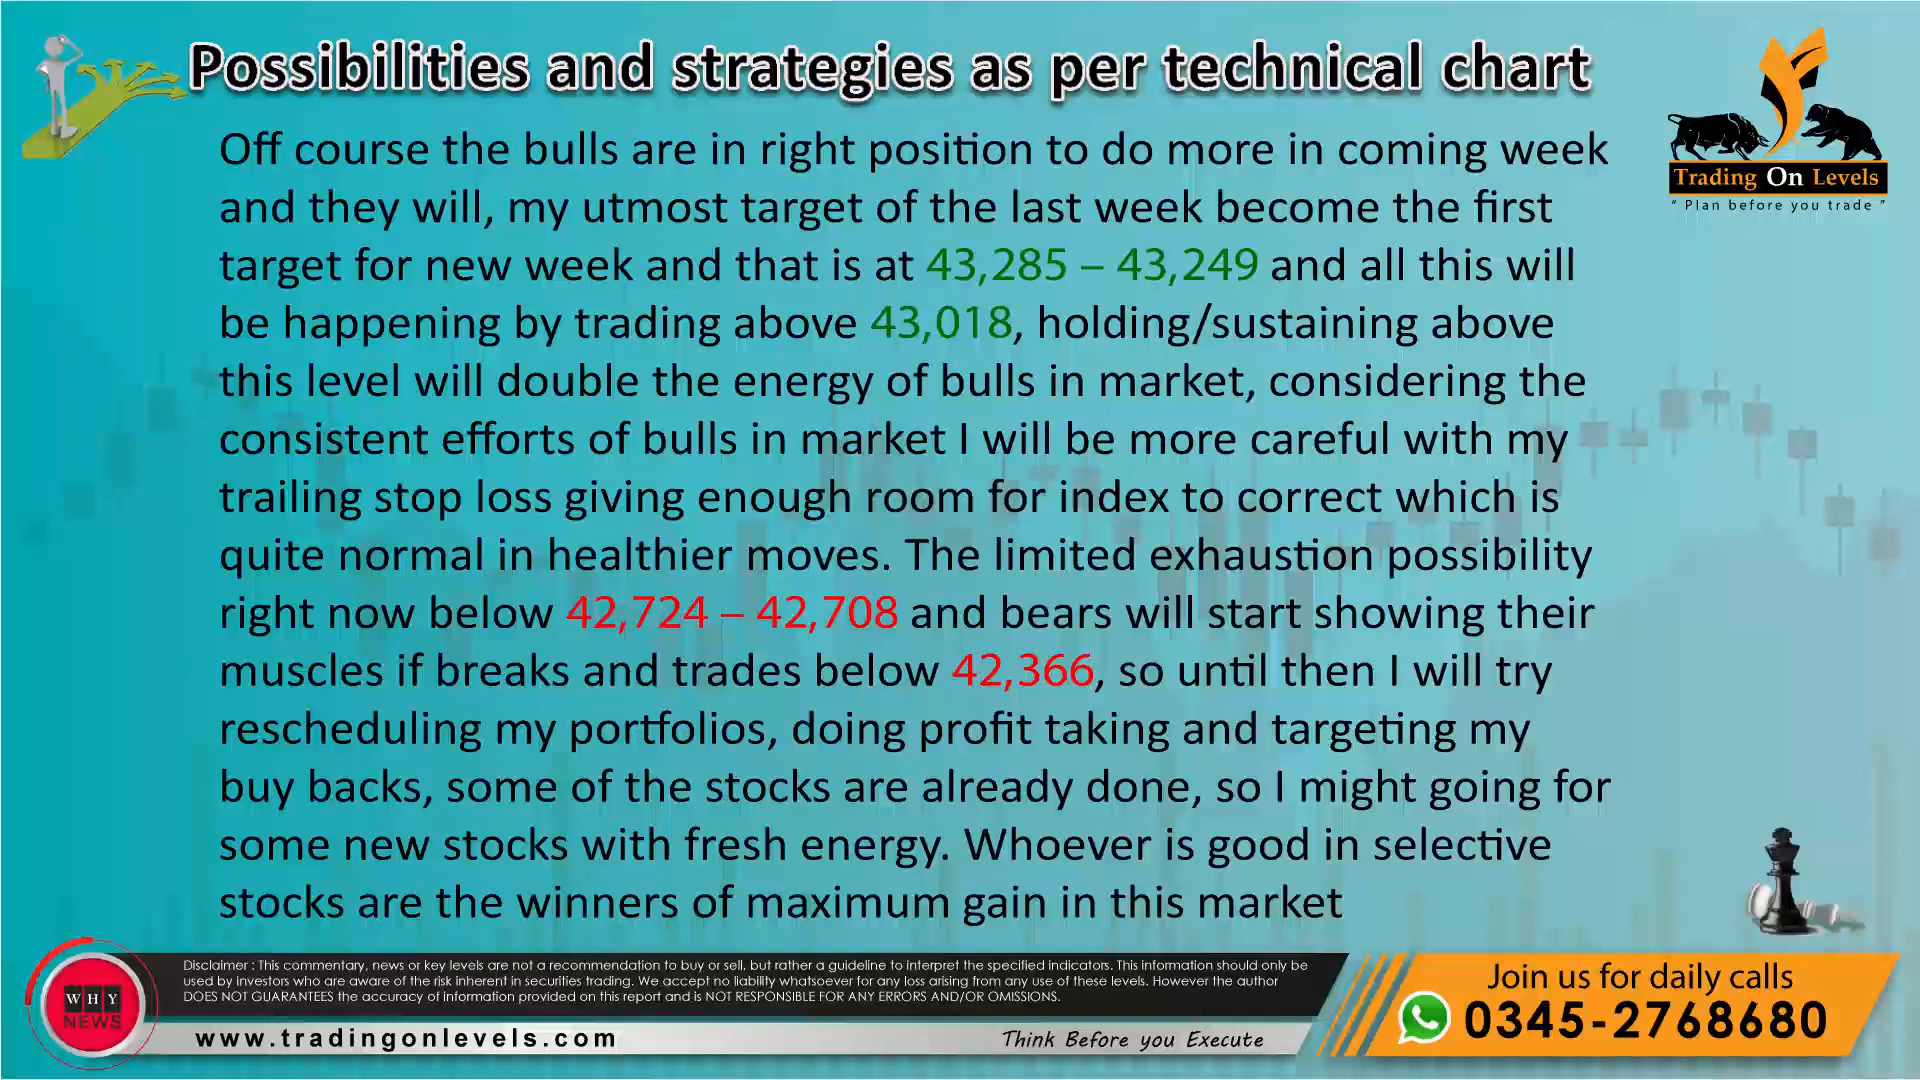 Possibilities and strategies as per technical chart
Off course the bulls are in right position to do more in coming week
and they will, my utmost target of the last week become the first
target for new week and that is at 43,285 – 43,249 and all this will
be happening by trading above 43,018, holding/sustaining above
this level will double the energy of bulls in market, considering the
consistent efforts of bulls in market I will be more careful with my
trailing stop loss giving enough room for index to correct which is
quite normal in healthier moves. The limited exhaustion possibility
right now below 42,724 – 42,708 and bears will start showing their
muscles if breaks and trades below 42,366, so until then I will try
rescheduling my portfolios, doing profit taking and targeting my
buy backs, some of the stocks are already done, so I might going for
some new stocks with fresh energy. Whoever is good in selective
stocks are the winners of maximum gain in this market
Trading On Levels
" Plan before you trade "
WHY
NEWS
Disclaimer : This commentary, news or key levels are not a recommendation to buy or sell, but rather a guideline to interpret the specified indicators. This information should only be
used by investors who are aware of the risk inherent in securities trading. We accept no liability whatsoever for any loss arising from any use of these levels. However the author
DOES NOT GUARANTEES the accuracy of information provided on this report and is NOT RESPONSIBLE FOR ANY ERRORS AND/OR OMISSIONS.
www.tradingonlevels.com
Think Before you Execute
Join us for daily calls
0345-2768680